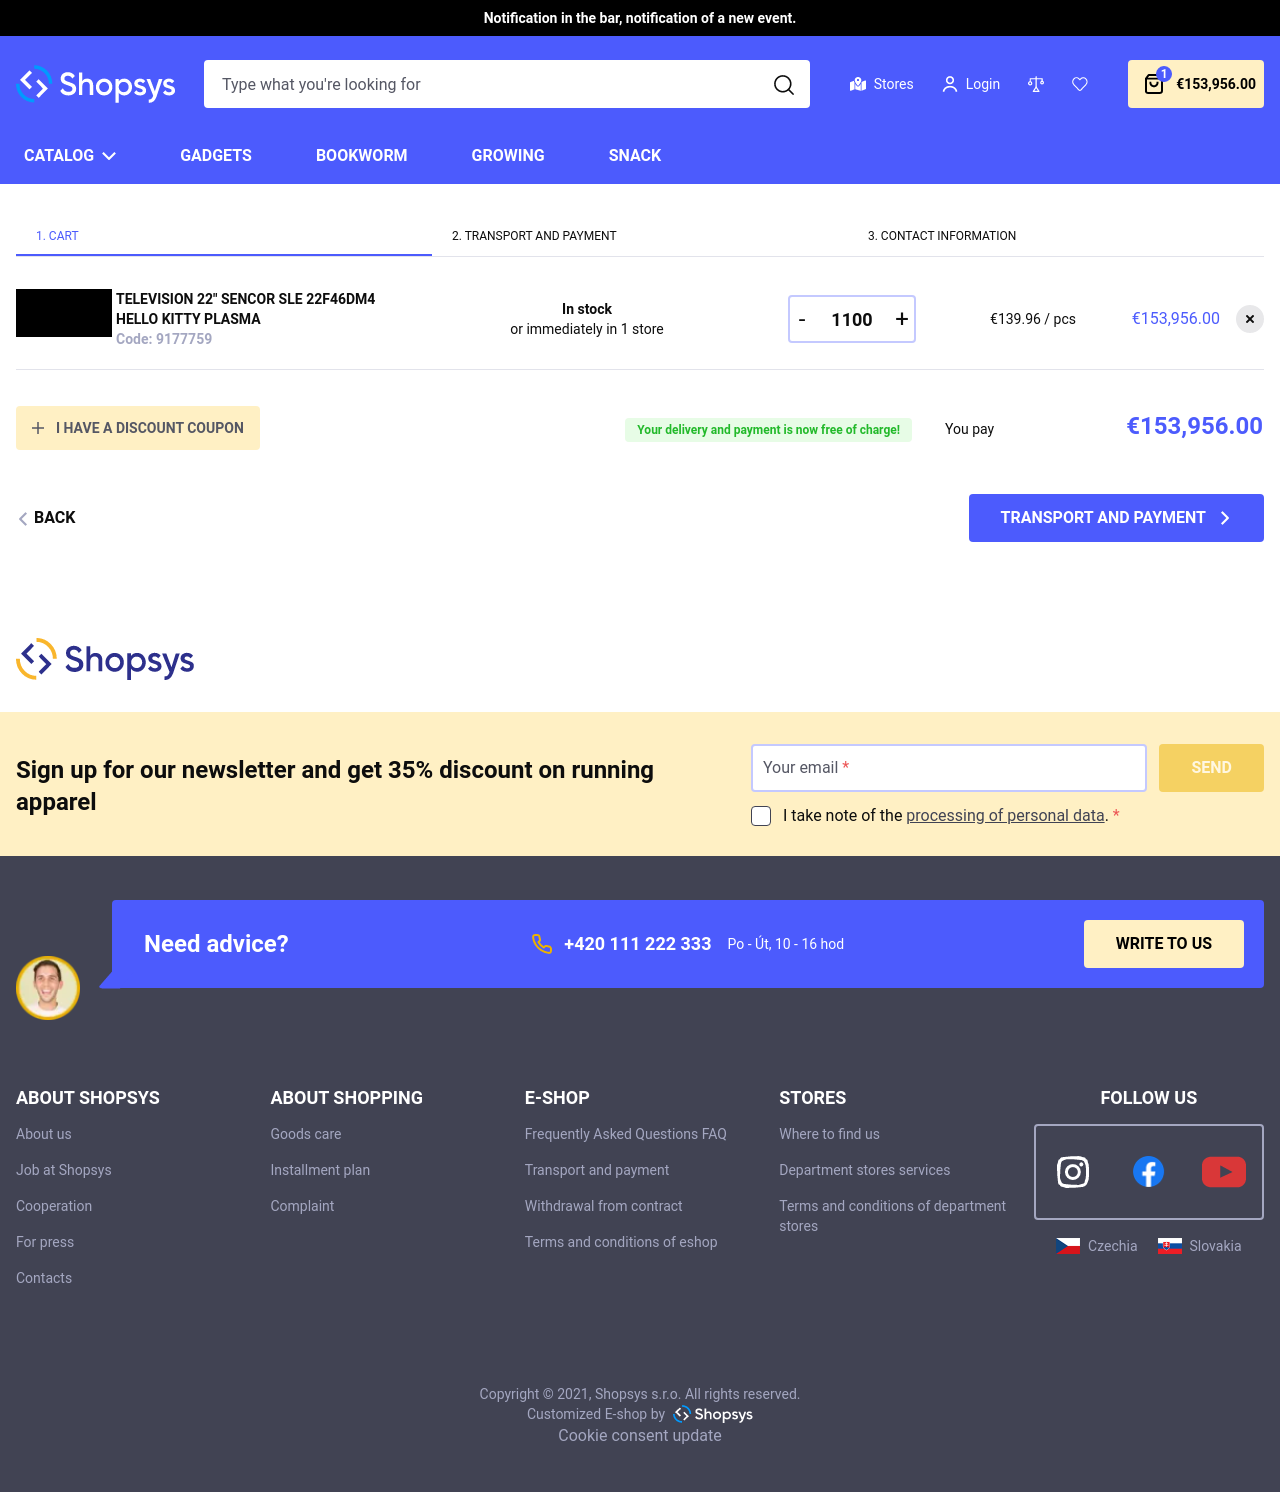 Notification in the bar, notification of a new event.
Shopsys
Type what you're looking for
Stores
Login
1
€153,956.00
CATALOG
GADGETS
BOOKWORM
GROWING
SNACK
1. CART
2. TRANSPORT AND PAYMENT
3. CONTACT INFORMATION
TELEVISION 22" SENCOR SLE 22F46DM4
HELLO KITTY PLASMA
Code: 9177759
In stock
or immediately in 1 store
- 1100 +
€139.96 / pcs
€153,956.00
I HAVE A DISCOUNT COUPON
Your delivery and payment is now free of charge!
You pay
€153,956.00
BACK
TRANSPORT AND PAYMENT
Shopsys
Sign up for our newsletter and get 35% discount on running
apparel
Your email *
SEND
I take note of the processing of personal data. *
Need advice?
+420 111 222 333
Po - Út, 10 - 16 hod
WRITE TO US
ABOUT SHOPSYS
About us
Job at Shopsys
Cooperation
For press
Contacts
ABOUT SHOPPING
Goods care
Installment plan
Complaint
E-SHOP
Frequently Asked Questions FAQ
Transport and payment
Withdrawal from contract
Terms and conditions of eshop
STORES
Where to find us
Department stores services
Terms and conditions of department
stores
FOLLOW US
Czechia
Slovakia
Copyright © 2021, Shopsys s.r.o. All rights reserved.
Customized E-shop by Shopsys
Cookie consent update